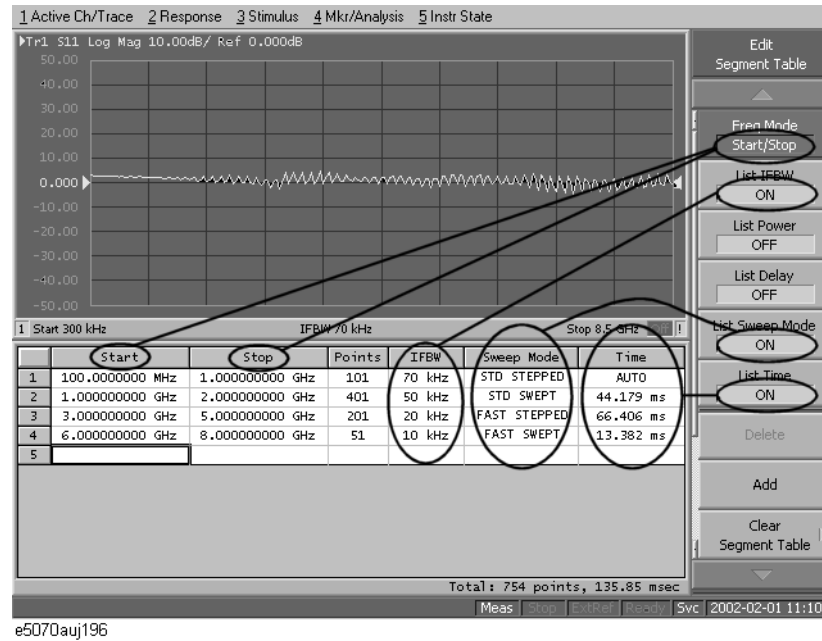 1 Active Ch/Trace 2 Response 3 Stimulus 4 Mkr/Analysis 5 Instr State
Tr1 S11 Log Mag 10.00dB/ Ref 0.000dB
50.00
40.00
30.00
20.00
10.00
0.000
-10.00
-20.00
-30.00
-40.00
-50.00
1 Start 300 kHz IFBW 70 kHz Stop 8.5 GHz Off !
Start Stop Points IFBW Sweep Mode Time
1 100.0000000 MHz 1.000000000 GHz 101 70 kHz STD STEPPED AUTO
2 1.000000000 GHz 2.000000000 GHz 401 50 kHz STD SWEPT 44.179 ms
3 3.000000000 GHz 5.000000000 GHz 201 20 kHz FAST STEPPED 66.406 ms
4 6.000000000 GHz 8.000000000 GHz 51 10 kHz FAST SWEPT 13.382 ms
5
Total: 754 points, 135.85 msec
Edit
Segment Table
Freq Mode
Start/Stop
List IFBW
ON
List Power
OFF
List Delay
OFF
List Sweep Mode
ON
List Time
ON
Delete
Add
Clear
Segment Table
Meas Stop ExtRef Ready Svc 2002-02-01 11:10
e5070auj196